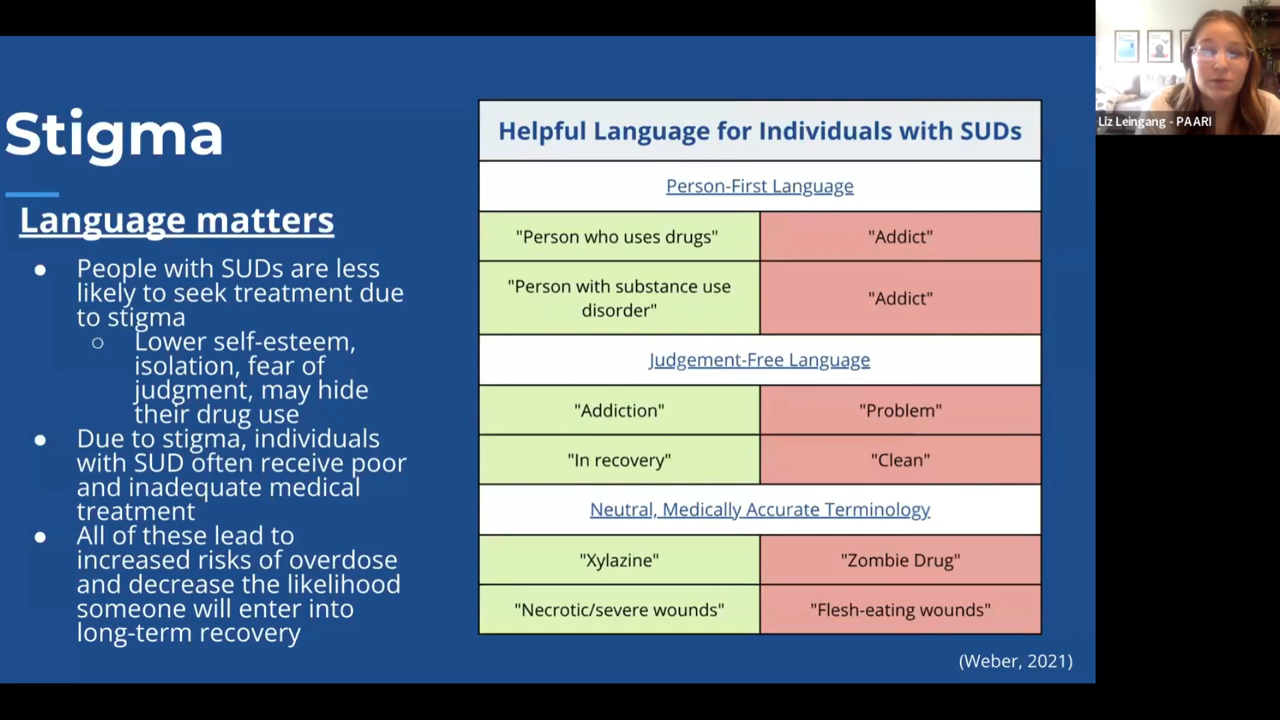 Stigma
Language matters
● People with SUDs are less
likely to seek treatment due
to stigma
○ Lower self-esteem,
isolation, fear of
judgment, may hide
their drug use
● Due to stigma, individuals
with SUD often receive poor
and inadequate medical
treatment
● All of these lead to
increased risks of overdose
and decrease the likelihood
someone will enter into
long-term recovery
Helpful Language for Individuals with SUDs
Person-First Language
"Person who uses drugs" "Addict"
"Person with substance use
disorder" "Addict"
Judgement-Free Language
"Addiction" "Problem"
"In recovery" "Clean"
Neutral, Medically Accurate Terminology
"Xylazine" "Zombie Drug"
"Necrotic/severe wounds" "Flesh-eating wounds"
(Weber, 2021)
Liz Leingang - PAARI